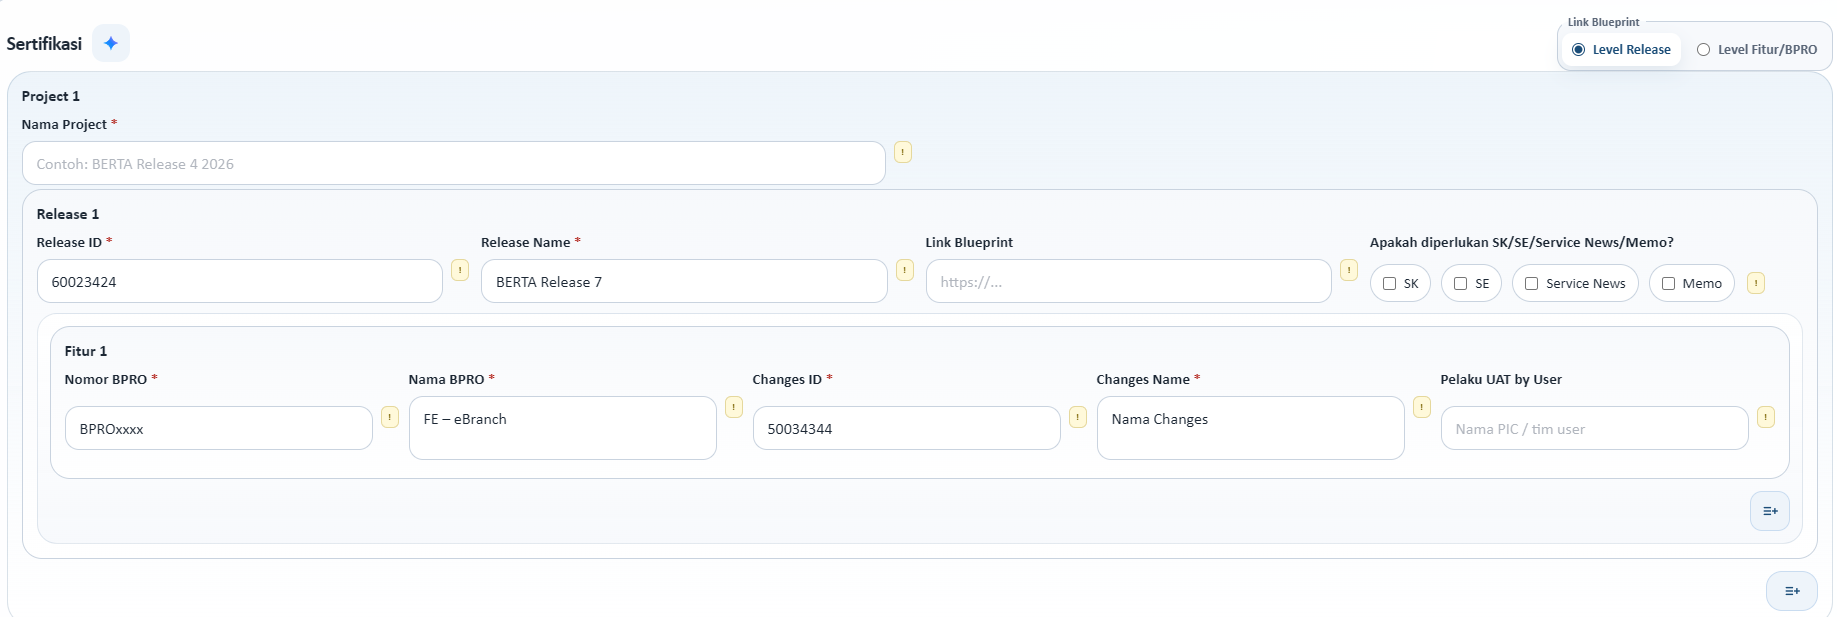 Link Blueprint
Sertifikasi
Level Release
Level Fitur/BPRO
Project 1
Nama Project *
Contoh: BERTA Release 4 2026
!
Release 1
Release ID *
Release Name *
Link Blueprint
Apakah diperlukan SK/SE/Service News/Memo?
60023424
!
BERTA Release 7
!
https://...
!
SK
SE
Service News
Memo
!
Fitur 1
Nomor BPRO *
Nama BPRO *
Changes ID *
Changes Name *
Pelaku UAT by User
BPROxxxx
!
FE – eBranch
!
50034344
!
Nama Changes
!
Nama PIC / tim user
!